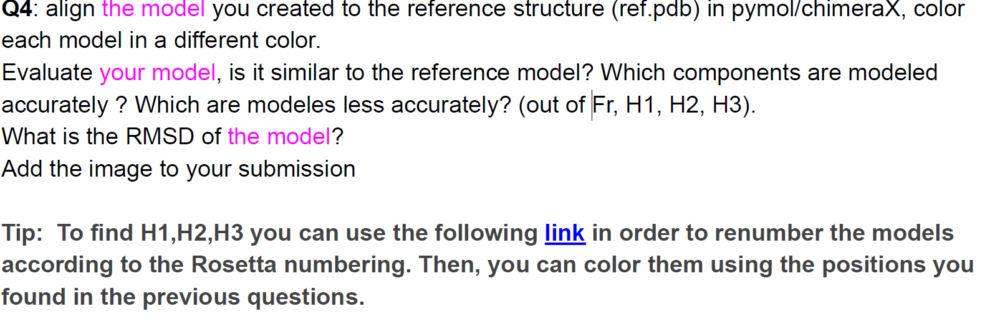 Q4: align the model you created to the reference structure (ref.pdb) in pymol/chimeraX, color
each model in a different color.
Evaluate your model, is it similar to the reference model? Which components are modeled
accurately ? Which are modeles less accurately? (out of Fr, H1, H2, H3).
What is the RMSD of the model?
Add the image to your submission
Tip: To find H1,H2,H3 you can use the following link in order to renumber the models
according to the Rosetta numbering. Then, you can color them using the positions you
found in the previous questions.